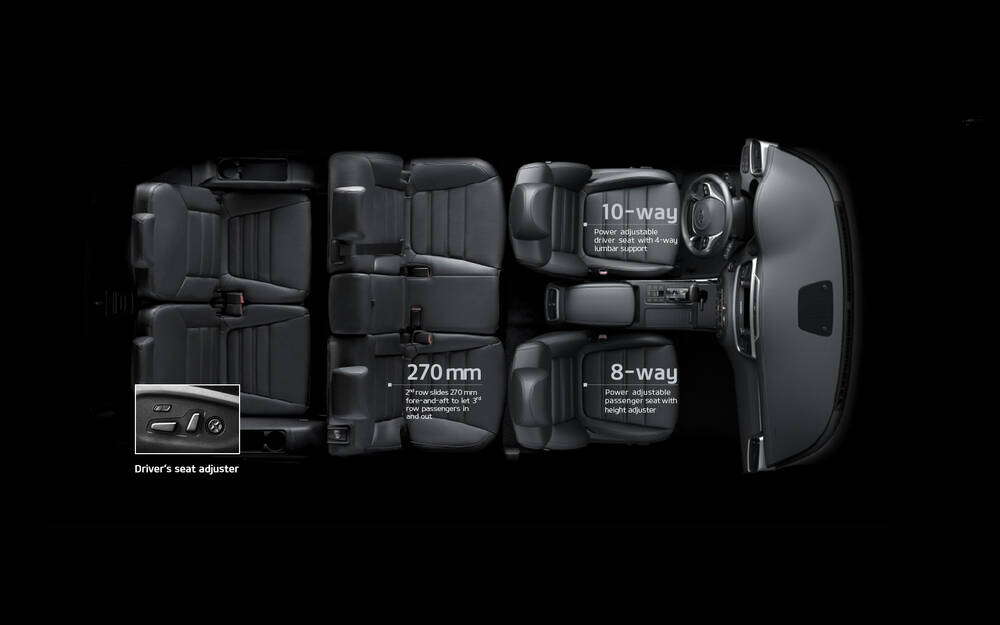 10-way
Power adjustable
driver seat with 4-way
lumbar support
270 mm
2nd row slides 270 mm
fore-and-aft to let 3rd
row passengers in
and out
8-way
Power adjustable
passenger seat with
height adjuster
Driver's seat adjuster